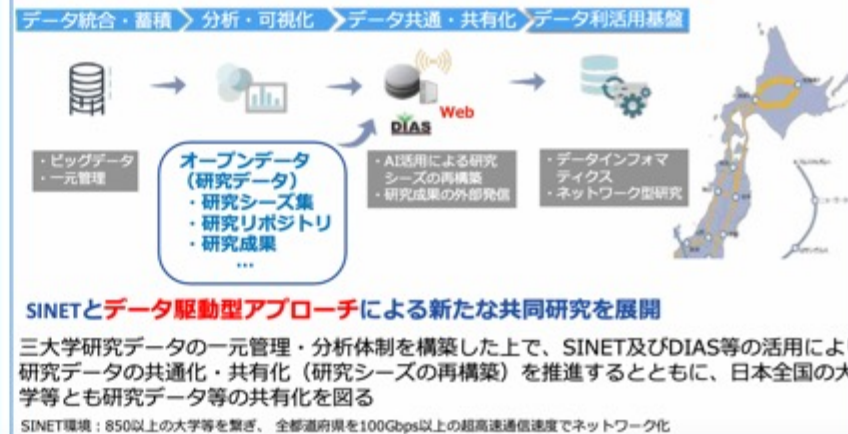 データ統合・蓄積
分析・可視化
データ共通・共有化
データ利活用基盤
Web
DIAS
・ビッグデータ
・一元管理
オープンデータ
（研究データ）
・研究シーズ集
・研究リポジトリ
・研究成果
…
・AI活用による研究
シーズの再構築
・研究成果の外部発信
・データインフォマ
ティクス
・ネットワーク型研究
SINETとデータ駆動型アプローチによる新たな共同研究を展開
三大学研究データの一元管理・分析体制を構築した上で、SINET及びDIAS等の活用によ
研究データの共通化・共有化（研究シーズの再構築）を推進するとともに、日本全国の大
学等とも研究データ等の共有化を図る
SINET環境：850以上の大学等を繋ぎ、 全都道府県を100Gbps以上の超高速通信速度でネットワーク化